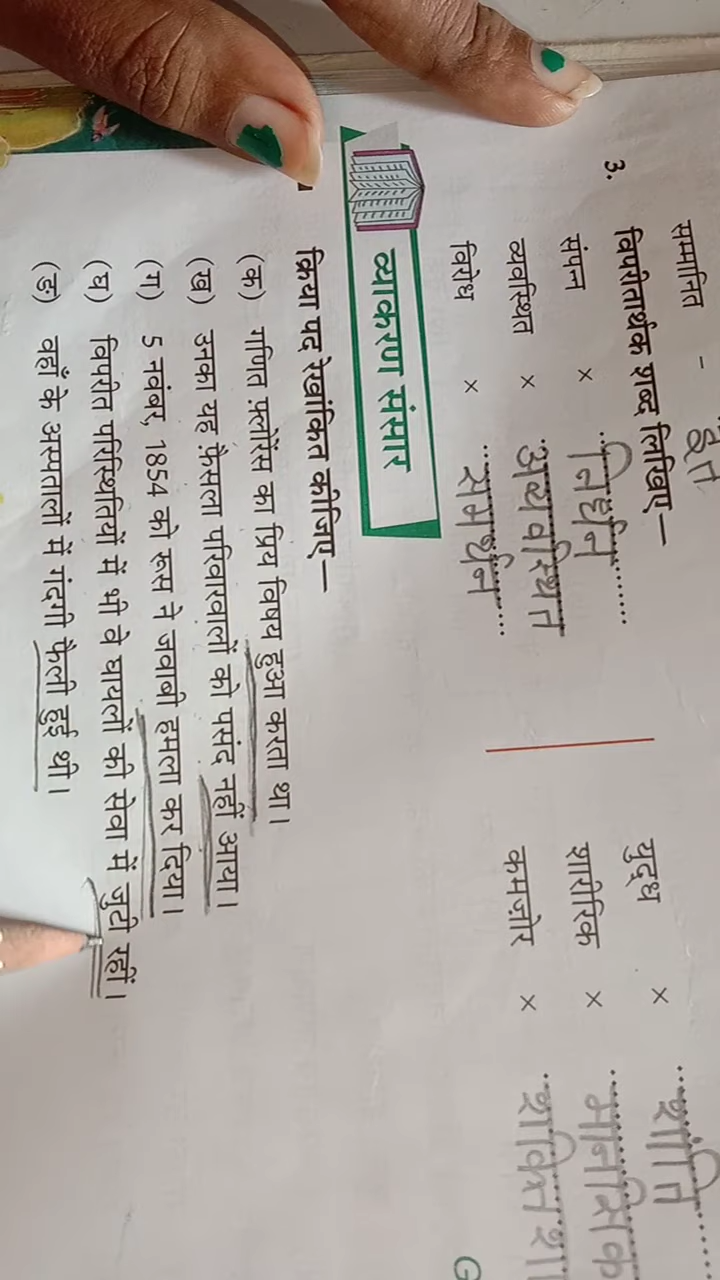 सम्मानित -
3. विपरीतार्थक शब्द लिखिए—
संपन्न × निर्धन युद्ध × शांति
व्यवस्थित × अव्यवस्थित शारीरिक × मानसिक
विरोध × समर्थन कमज़ोर ×
व्याकरण संसार
क्रिया पद रेखांकित कीजिए—
(क) गणित फ़्लोरेंस का प्रिय विषय हुआ करता था।
(ख) उनका यह फ़ैसला परिवारवालों को पसंद नहीं आया।
(ग) 5 नवंबर, 1854 को रूस ने जवाबी हमला कर दिया।
(घ) विपरीत परिस्थितियों में भी वे घायलों की सेवा में जुटी रहीं।
(ङ) वहाँ के अस्पतालों में गंदगी फैली हुई थी।